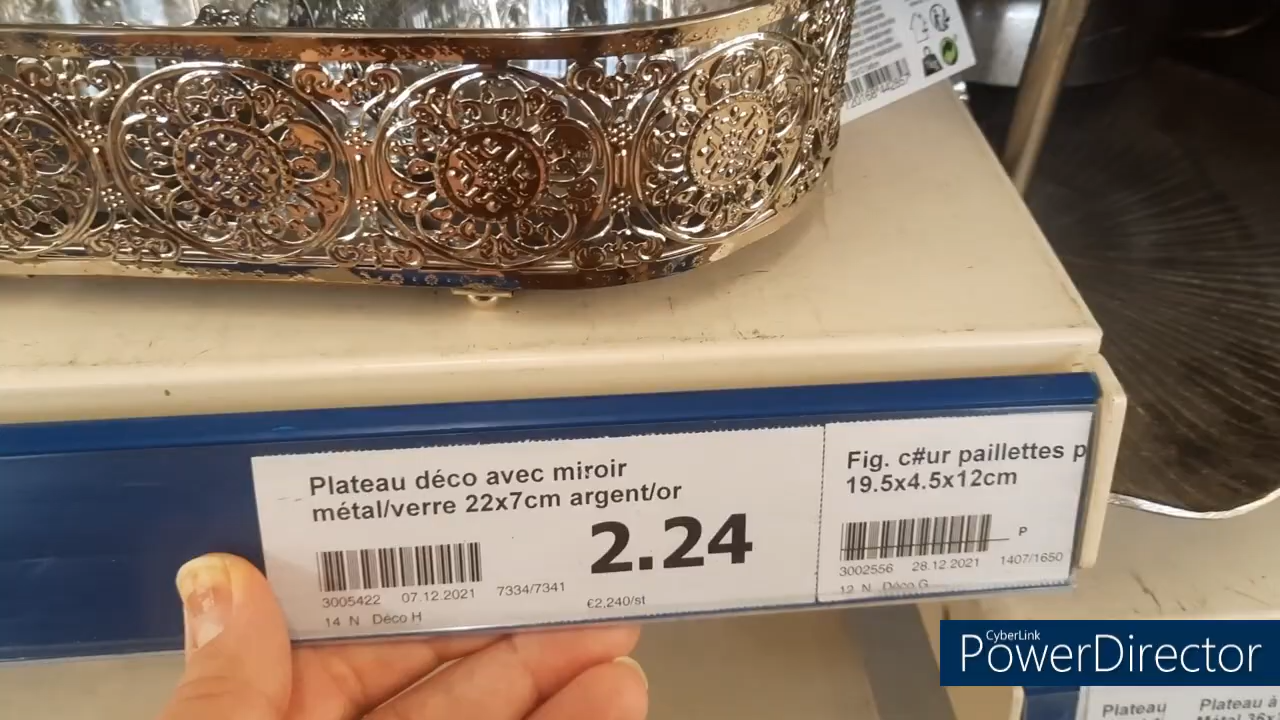 Plateau déco avec miroir
métal/verre 22x7cm argent/or
2.24
3005422 07.12.2021 7334/7341
€2,240/st
14 N Déco H
Fig. c#ur paillettes p
19.5x4.5x12cm
P
3002556 28.12.2021 1407/1650
12 N Déco G
CyberLink
PowerDirector
Plateau
Plateau à